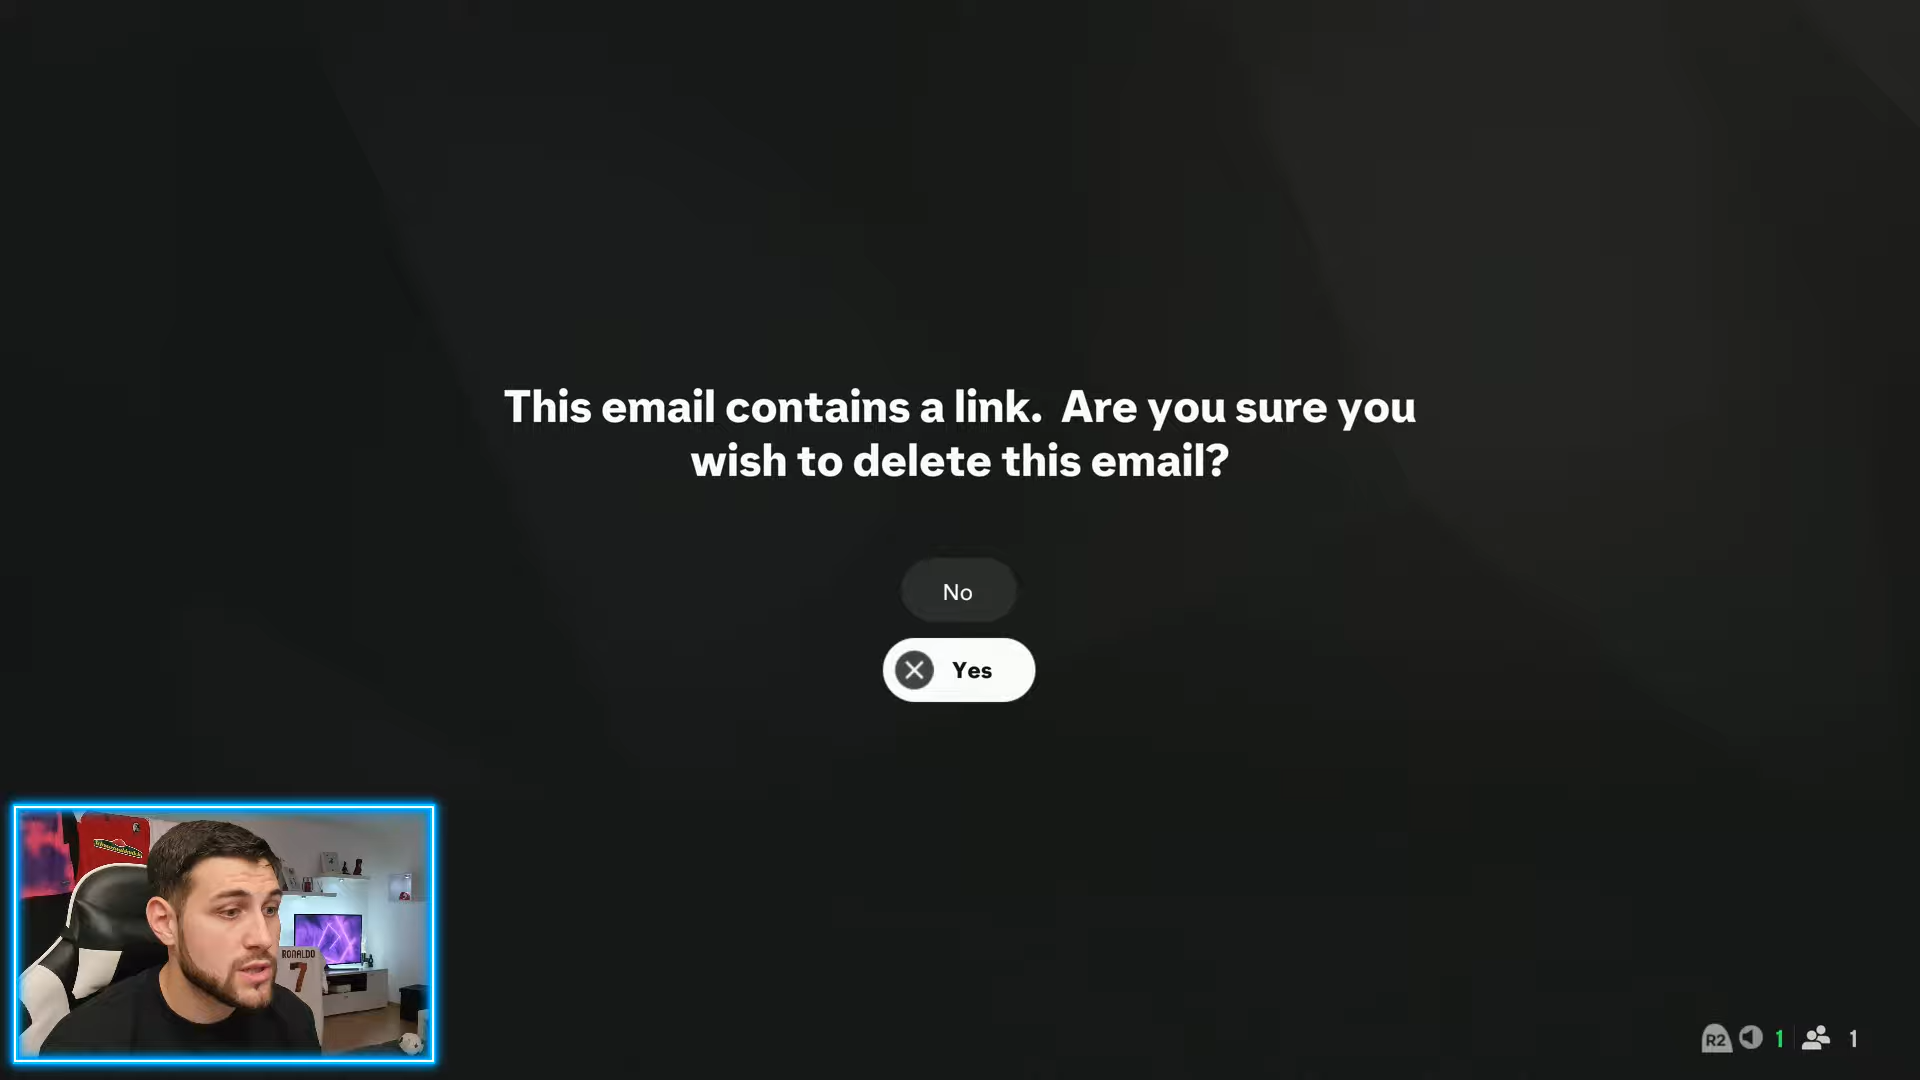 This email contains a link.  Are you sure you
wish to delete this email?
No
Yes
RONALDO
7
R2 1 1